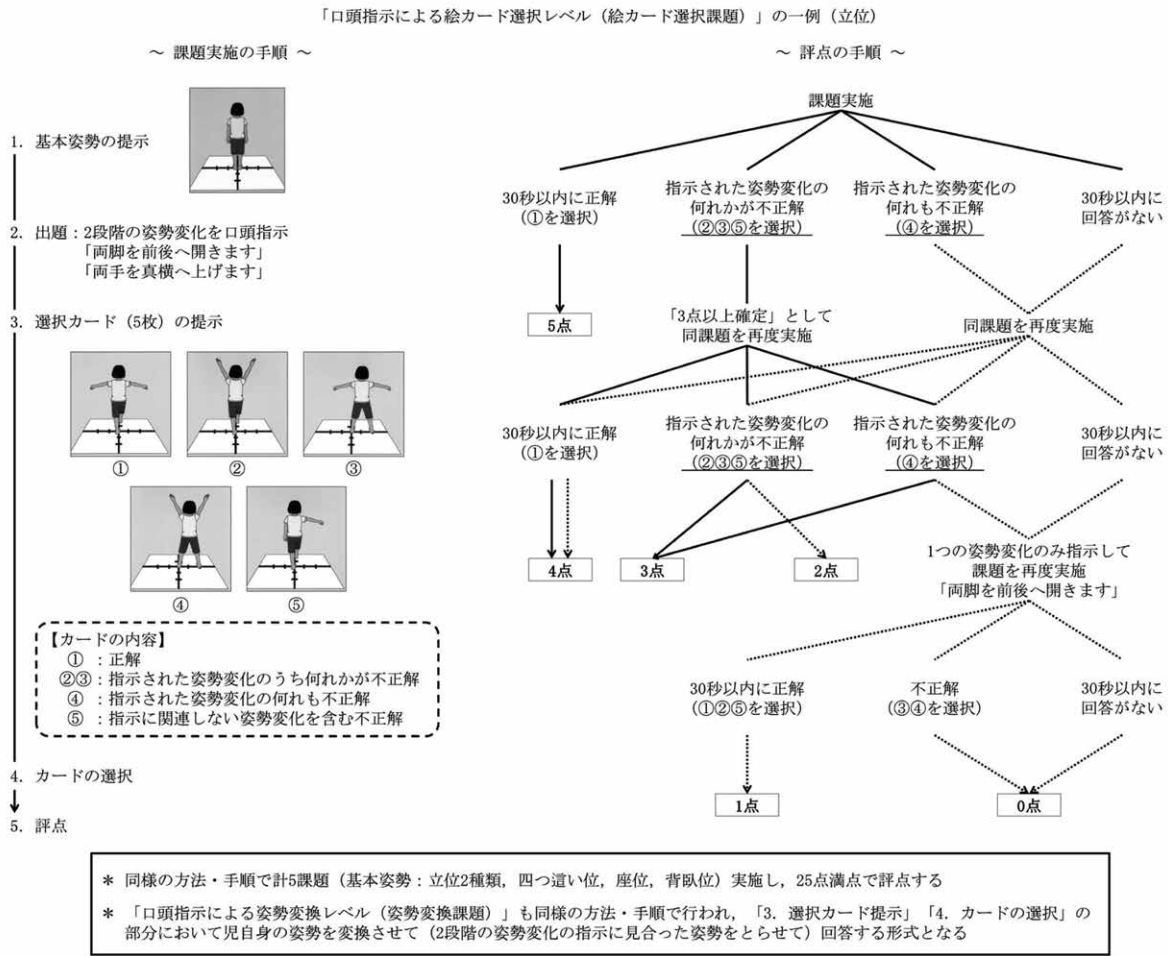 「口頭指示による絵カード選択レベル（絵カード選択課題）」の一例（立位）
～ 課題実施の手順 ～
1. 基本姿勢の提示
2. 出題：2段階の姿勢変化を口頭指示
「両脚を前後へ開きます」
「両手を真横へ上げます」
3. 選択カード（5枚）の提示
①
②
③
④
⑤
【カードの内容】
①：正解
②③：指示された姿勢変化のうち何れかが不正解
④：指示された姿勢変化の何れも不正解
⑤：指示に関連しない姿勢変化を含む不正解
4. カードの選択
5. 評点
～ 評点の手順 ～
課題実施
30秒以内に正解
（①を選択）
指示された姿勢変化の
何れかが不正解
（②③⑤を選択）
指示された姿勢変化の
何れも不正解
（④を選択）
30秒以内に
回答がない
5点
「3点以上確定」として
同課題を再度実施
同課題を再度実施
30秒以内に正解
（①を選択）
指示された姿勢変化の
何れかが不正解
（②③⑤を選択）
指示された姿勢変化の
何れも不正解
（④を選択）
30秒以内に
回答がない
4点
3点
2点
1つの姿勢変化のみ指示して
課題を再度実施
「両脚を前後へ開きます」
30秒以内に正解
（①②⑤を選択）
不正解
（③④を選択）
30秒以内に
回答がない
1点
0点
＊ 同様の方法・手順で計5課題（基本姿勢：立位2種類，四つ這い位，座位，背臥位）実施し，25点満点で評点する
＊ 「口頭指示による姿勢変換レベル（姿勢変換課題）」も同様の方法・手順で行われ，「3. 選択カード提示」「4. カードの選択」の
部分において児自身の姿勢を変換させて（2段階の姿勢変化の指示に見合った姿勢をとらせて）回答する形式となる